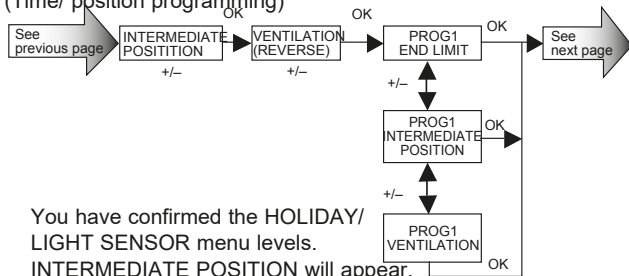 (Time/ position programming)
OK
OK
OK
See
previous page
INTERMEDIATE
POSITITION
VENTILATION
(REVERSE)
PROG1
END LIMIT
See
next page
+/–
+/–
+/–
PROG1
INTERMEDIATE
POSITION
OK
+/–
PROG1
VENTILATION
OK
You have confirmed the HOLIDAY/
LIGHT SENSOR menu levels.
INTERMEDIATE POSITION will appear.